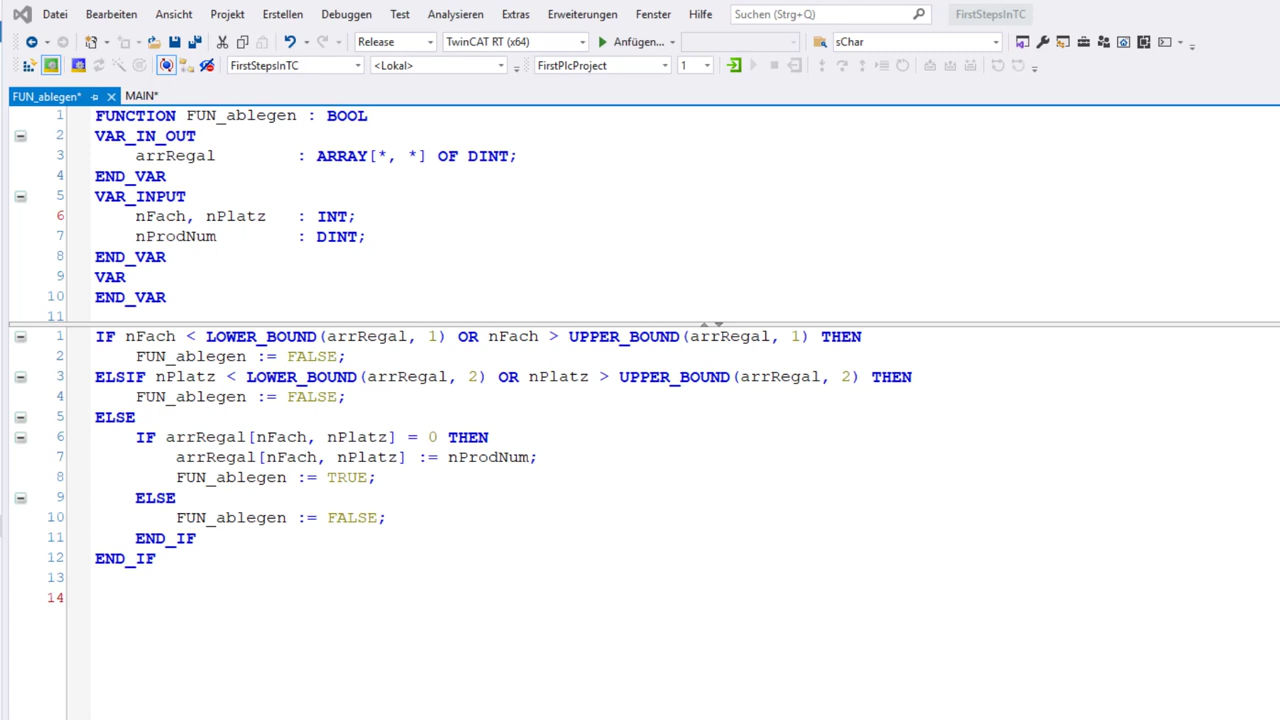 Datei Bearbeiten Ansicht Projekt Erstellen Debuggen Test Analysieren Extras Erweiterungen Fenster Hilfe Suchen (Strg+Q) FirstStepsInTC
Release TwinCAT RT (x64) Anfügen... sChar
FirstStepsInTC <Lokal> FirstPlcProject 1
FUN_ablegen* MAIN*
1 FUNCTION FUN_ablegen : BOOL
2 VAR_IN_OUT
3 arrRegal : ARRAY[*, *] OF DINT;
4 END_VAR
5 VAR_INPUT
6 nFach, nPlatz : INT;
7 nProdNum : DINT;
8 END_VAR
9 VAR
10 END_VAR
11
1 IF nFach < LOWER_BOUND(arrRegal, 1) OR nFach > UPPER_BOUND(arrRegal, 1) THEN
2 FUN_ablegen := FALSE;
3 ELSIF nPlatz < LOWER_BOUND(arrRegal, 2) OR nPlatz > UPPER_BOUND(arrRegal, 2) THEN
4 FUN_ablegen := FALSE;
5 ELSE
6 IF arrRegal[nFach, nPlatz] = 0 THEN
7 arrRegal[nFach, nPlatz] := nProdNum;
8 FUN_ablegen := TRUE;
9 ELSE
10 FUN_ablegen := FALSE;
11 END_IF
12 END_IF
13
14